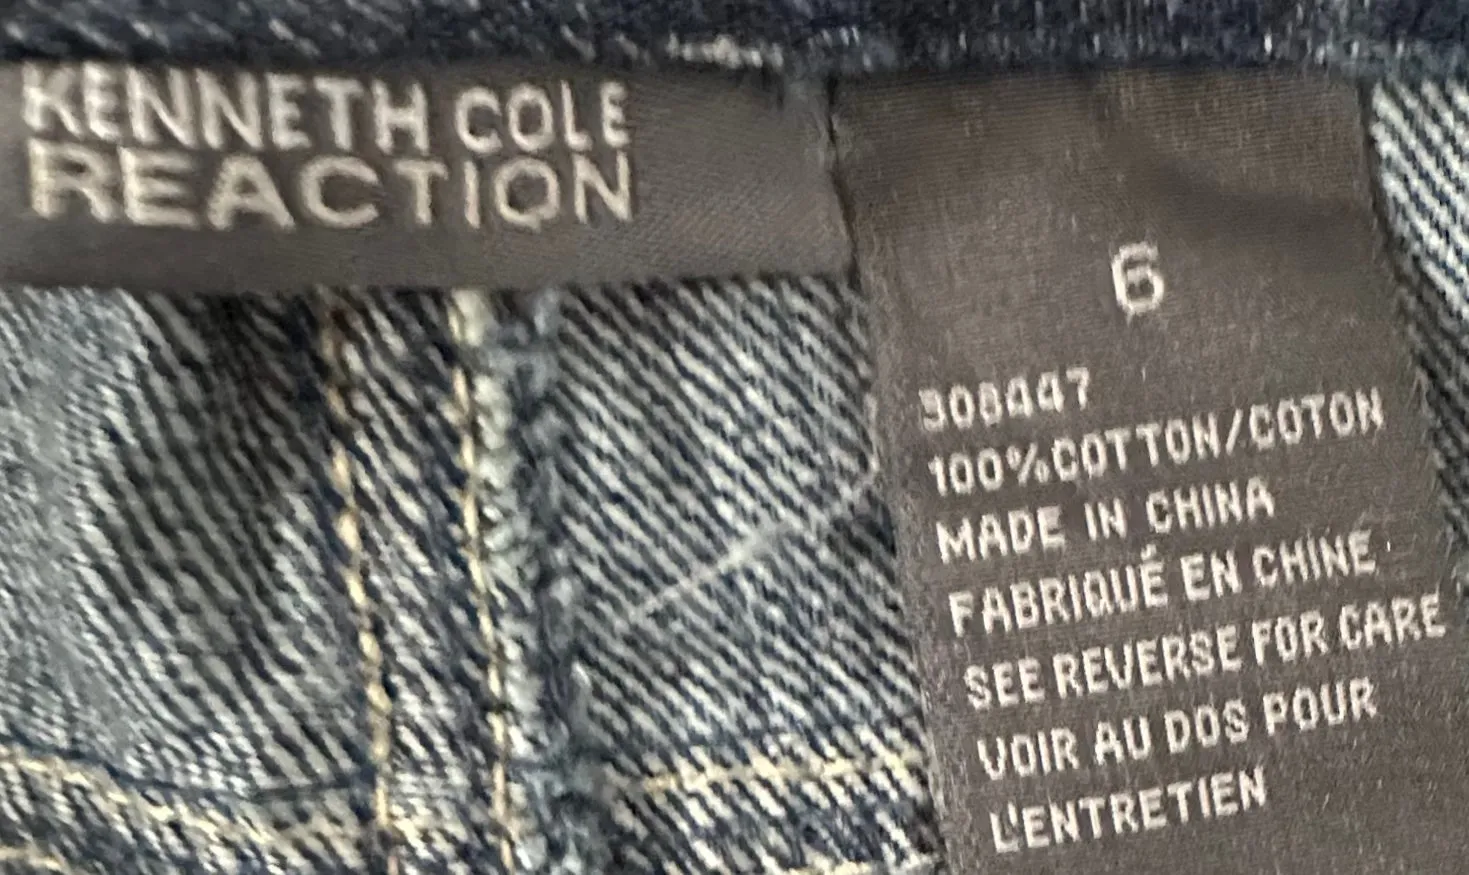 KENNETH COLE
REACTION
6
308447
100%COTTON/COTON
MADE IN CHINA
FABRIQUÉ EN CHINE
SEE REVERSE FOR CARE
VOIR AU DOS POUR
L'ENTRETIEN